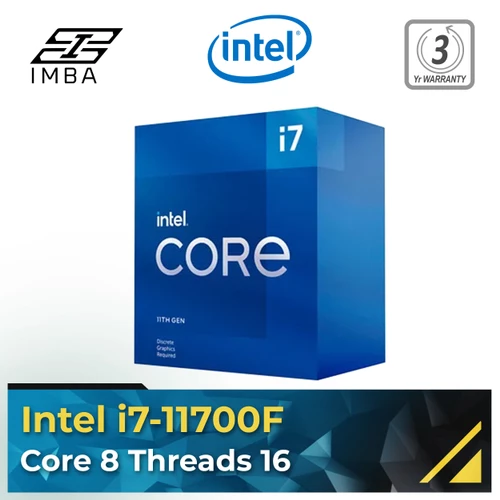 IMBA
intel
3
Yr WARRANTY
i7
intel.
CORE
11TH GEN
Discrete
Graphics
Required
Intel i7-11700F
Core 8 Threads 16